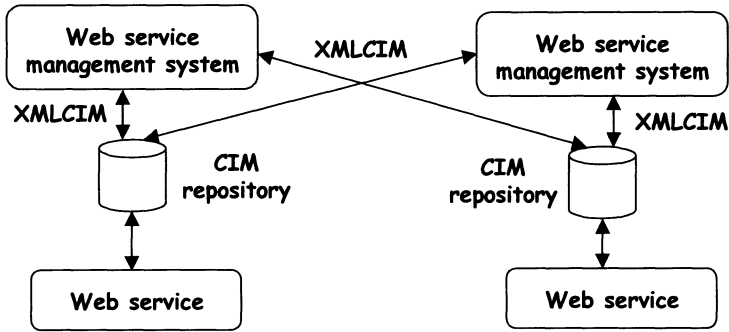 Web service
management system
XMLCIM
Web service
management system
XMLCIM
XMLCIM
CIM
repository
CIM
repository
Web service
Web service